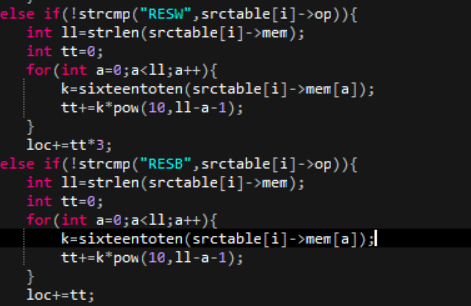 else if(!strcmp("RESW",srctable[i]->op)){
int ll=strlen(srctable[i]->mem);
int tt=0;
for(int a=0;a<ll;a++){
k=sixteentoten(srctable[i]->mem[a]);
tt+=k*pow(10,ll-a-1);
}
loc+=tt*3;
else if(!strcmp("RESB",srctable[i]->op)){
int ll=strlen(srctable[i]->mem);
int tt=0;
for(int a=0;a<ll;a++){
k=sixteentoten(srctable[i]->mem[a]);
tt+=k*pow(10,ll-a-1);
}
loc+=tt;